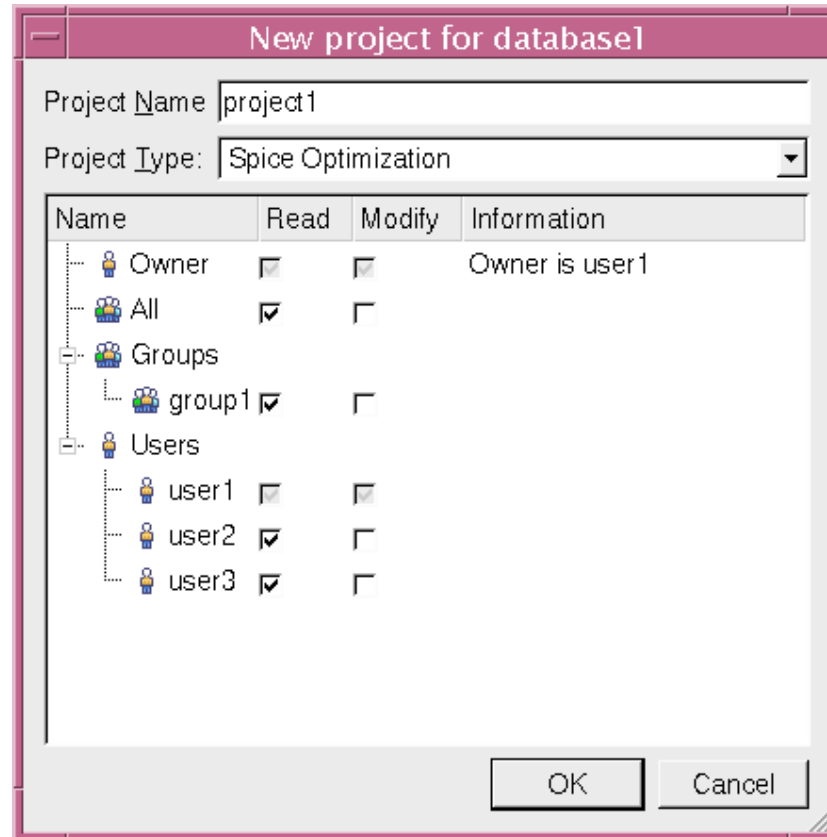 New project for database1
Project Name project1
Project Type: Spice Optimization
Name Read Modify Information
Owner Owner is user1
All
Groups
group1
Users
user1
user2
user3
OK Cancel